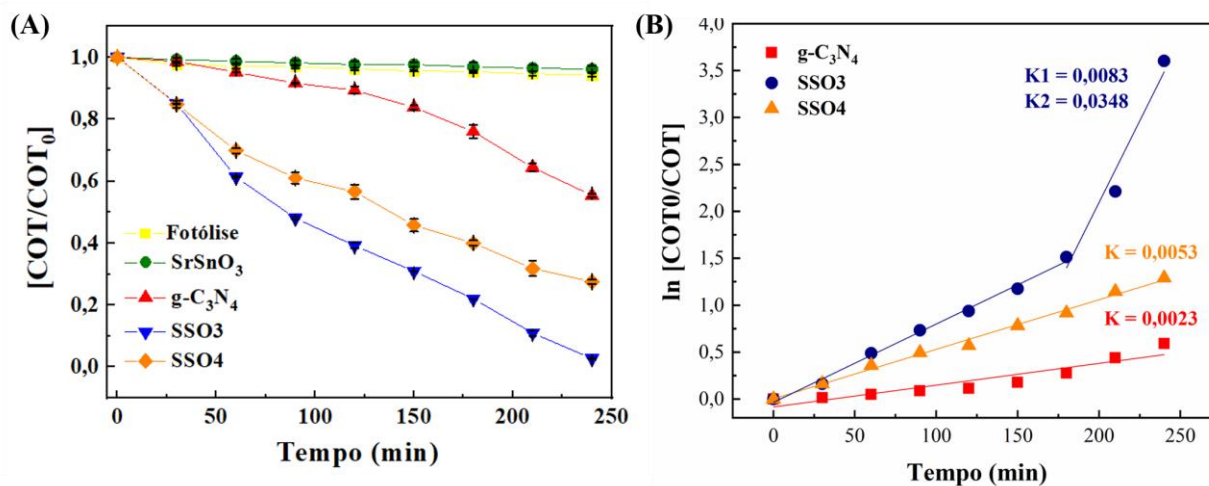 (A)
[COT/COT₀]
1,0
0,8
0,6
0,4
0,2
0,0
Fotólise
SrSnO₃
g-C₃N₄
SSO3
SSO4
0
50
100
150
200
250
Tempo (min)
(B)
ln [COT0/COT]
4,0
3,5
3,0
2,5
2,0
1,5
1,0
0,5
0,0
g-C₃N₄
SSO3
SSO4
K1 = 0,0083
K2 = 0,0348
K = 0,0053
K = 0,0023
0
50
100
150
200
250
Tempo (min)